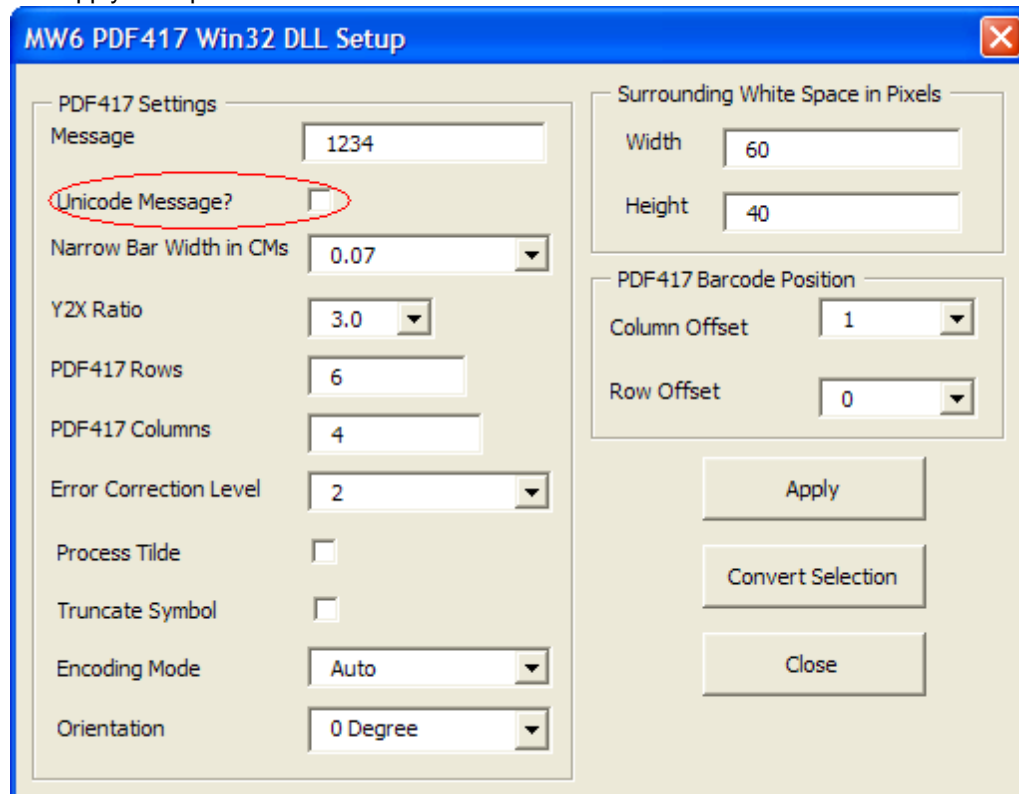 MW6 PDF417 Win32 DLL Setup
PDF417 Settings
Message 1234
Unicode Message?
Narrow Bar Width in CMs 0.07
Y2X Ratio 3.0
PDF417 Rows 6
PDF417 Columns 4
Error Correction Level 2
Process Tilde
Truncate Symbol
Encoding Mode Auto
Orientation 0 Degree
Surrounding White Space in Pixels
Width 60
Height 40
PDF417 Barcode Position
Column Offset 1
Row Offset 0
Apply
Convert Selection
Close